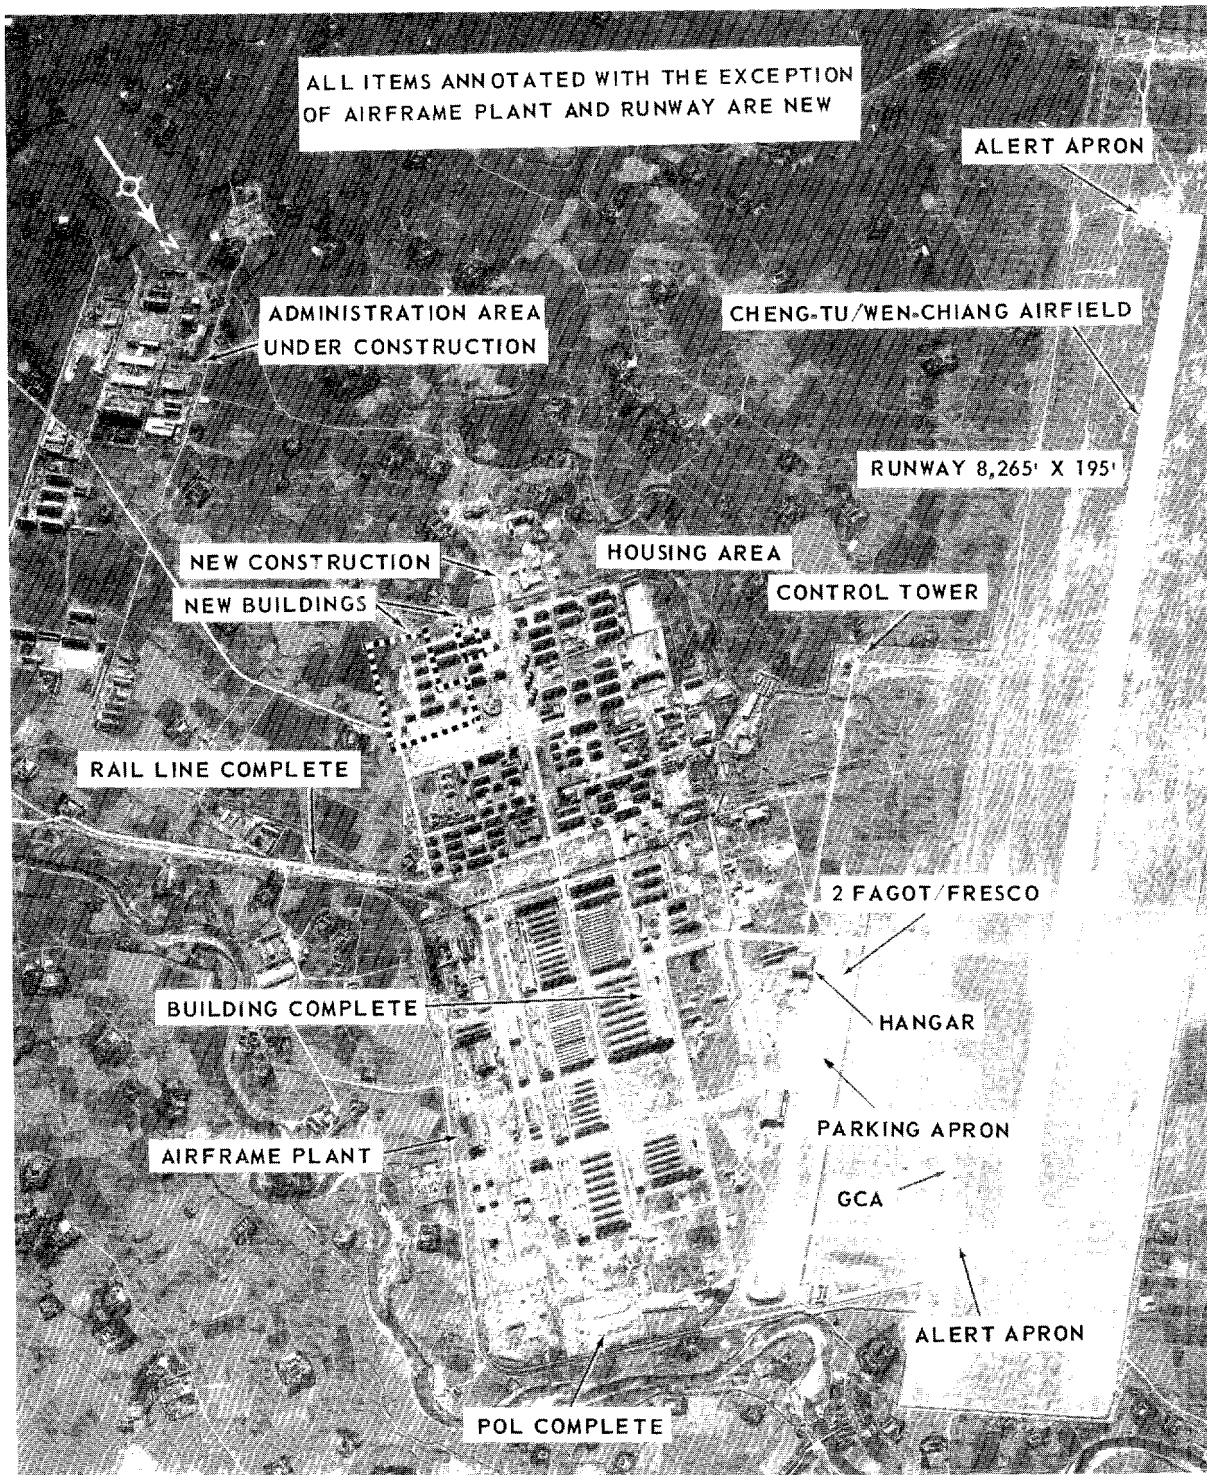 ALL ITEMS ANNOTATED WITH THE EXCEPTION
OF AIRFRAME PLANT AND RUNWAY ARE NEW
ALERT APRON
N
ADMINISTRATION AREA
UNDER CONSTRUCTION
CHENG-TU/WEN-CHIANG AIRFIELD
RUNWAY 8,265' X 195'
NEW CONSTRUCTION
HOUSING AREA
NEW BUILDINGS
CONTROL TOWER
RAIL LINE COMPLETE
2 FAGOT/FRESCO
BUILDING COMPLETE
HANGAR
PARKING APRON
AIRFRAME PLANT
GCA
ALERT APRON
POL COMPLETE